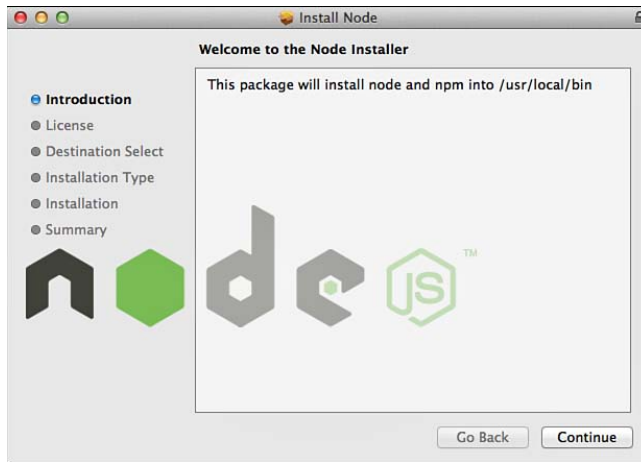 Install Node
Welcome to the Node Installer
This package will install node and npm into /usr/local/bin
Introduction
License
Destination Select
Installation Type
Installation
Summary
node
JS
TM
Go Back
Continue